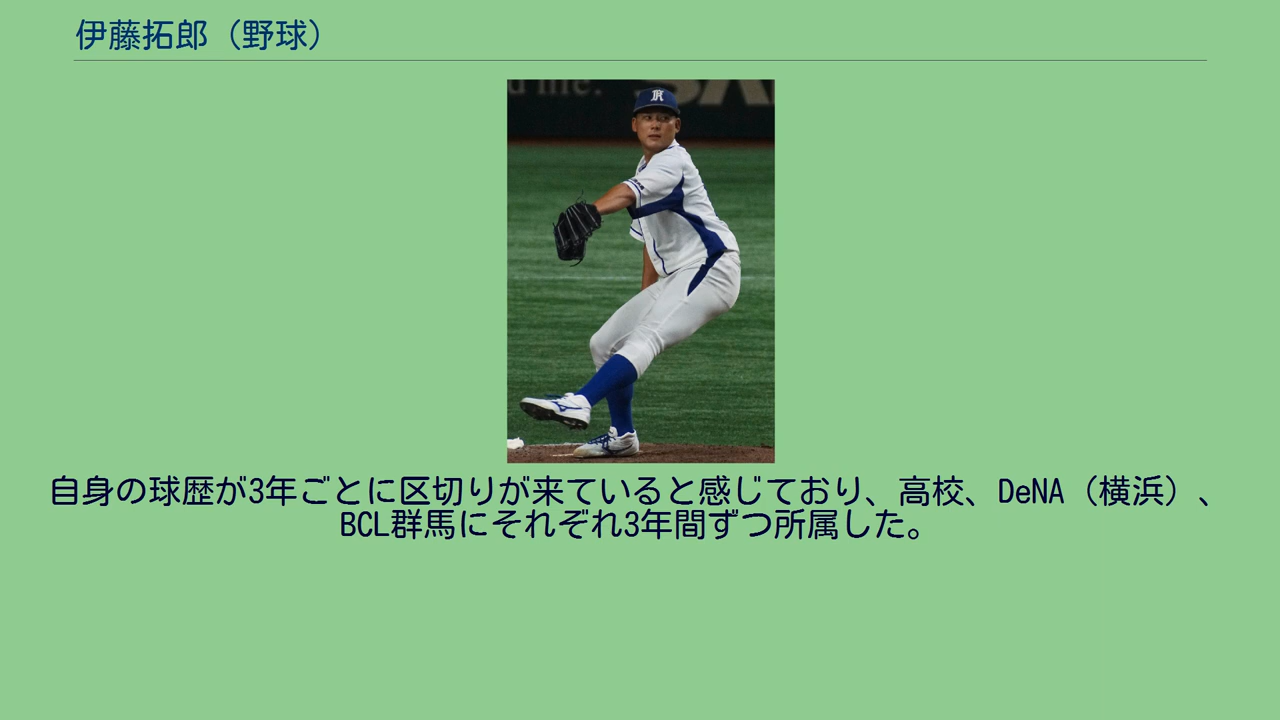 伊藤拓郎（野球）
自身の球歴が3年ごとに区切りが来ていると感じており、高校、DeNA（横浜）、
BCL群馬にそれぞれ3年間ずつ所属した。